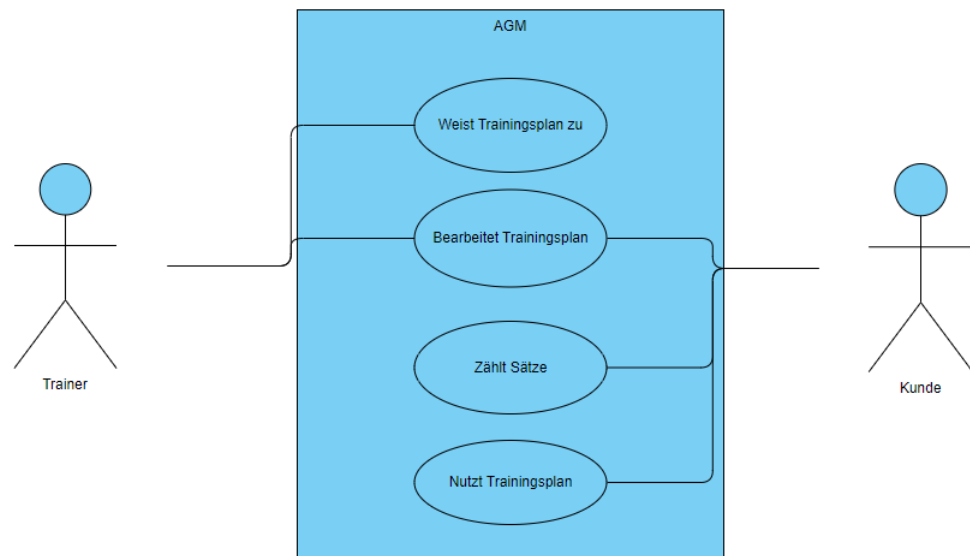 AGM
Weist Trainingsplan zu
Bearbeitet Trainingsplan
Zählt Sätze
Nutzt Trainingsplan
Trainer
Kunde